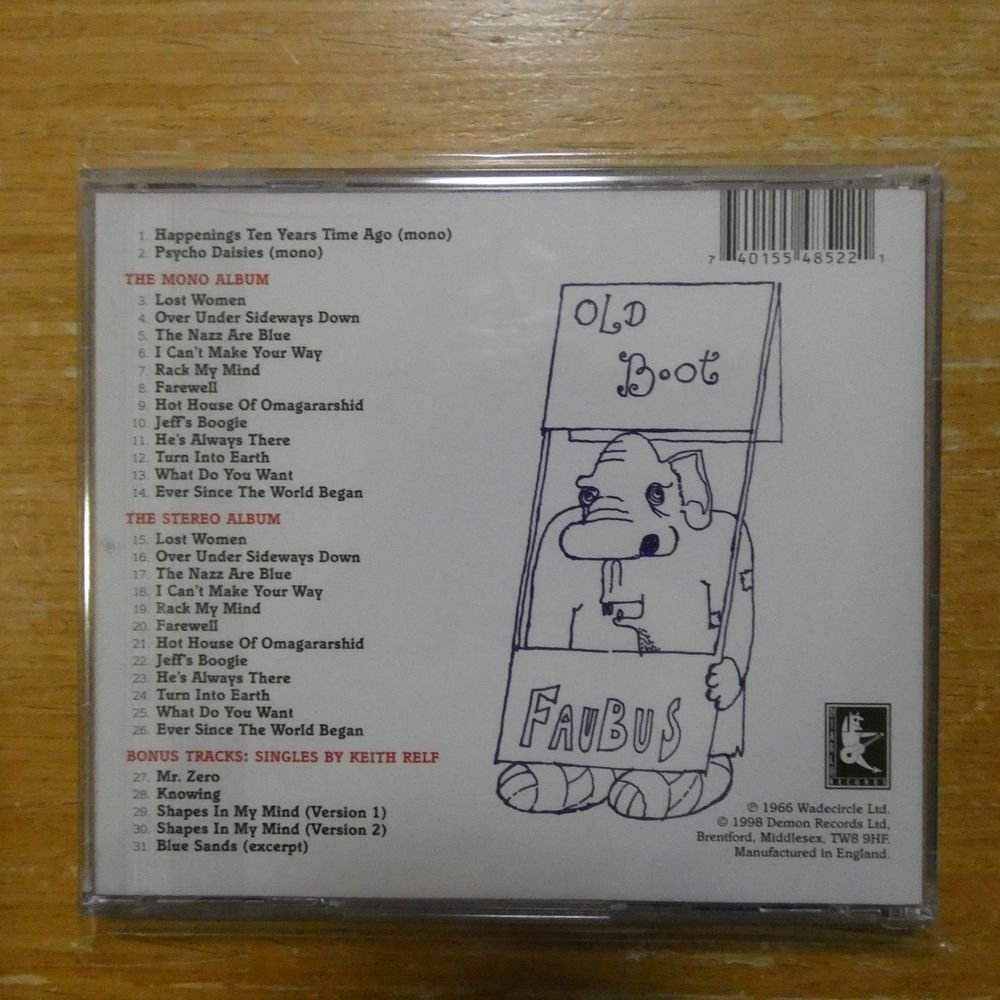 1. Happenings Ten Years Time Ago (mono)
2. Psycho Daisies (mono)
THE MONO ALBUM
3. Lost Women
4. Over Under Sideways Down
5. The Nazz Are Blue
6. I Can't Make Your Way
7. Rack My Mind
8. Farewell
9. Hot House Of Omagararshid
10. Jeff's Boogie
11. He's Always There
12. Turn Into Earth
13. What Do You Want
14. Ever Since The World Began
THE STEREO ALBUM
15. Lost Women
16. Over Under Sideways Down
17. The Nazz Are Blue
18. I Can't Make Your Way
19. Rack My Mind
20. Farewell
21. Hot House Of Omagararshid
22. Jeff's Boogie
23. He's Always There
24. Turn Into Earth
25. What Do You Want
26. Ever Since The World Began
BONUS TRACKS: SINGLES BY KEITH RELF
27. Mr. Zero
28. Knowing
29. Shapes In My Mind (Version 1)
30. Shapes In My Mind (Version 2)
31. Blue Sands (excerpt)
7 40155 48522 1
OLD
BOOT
FAUBUS
RECORDS
℗ 1966 Wadecircle Ltd.
© 1998 Demon Records Ltd,
Brentford, Middlesex, TW8 9HF.
Manufactured in England.